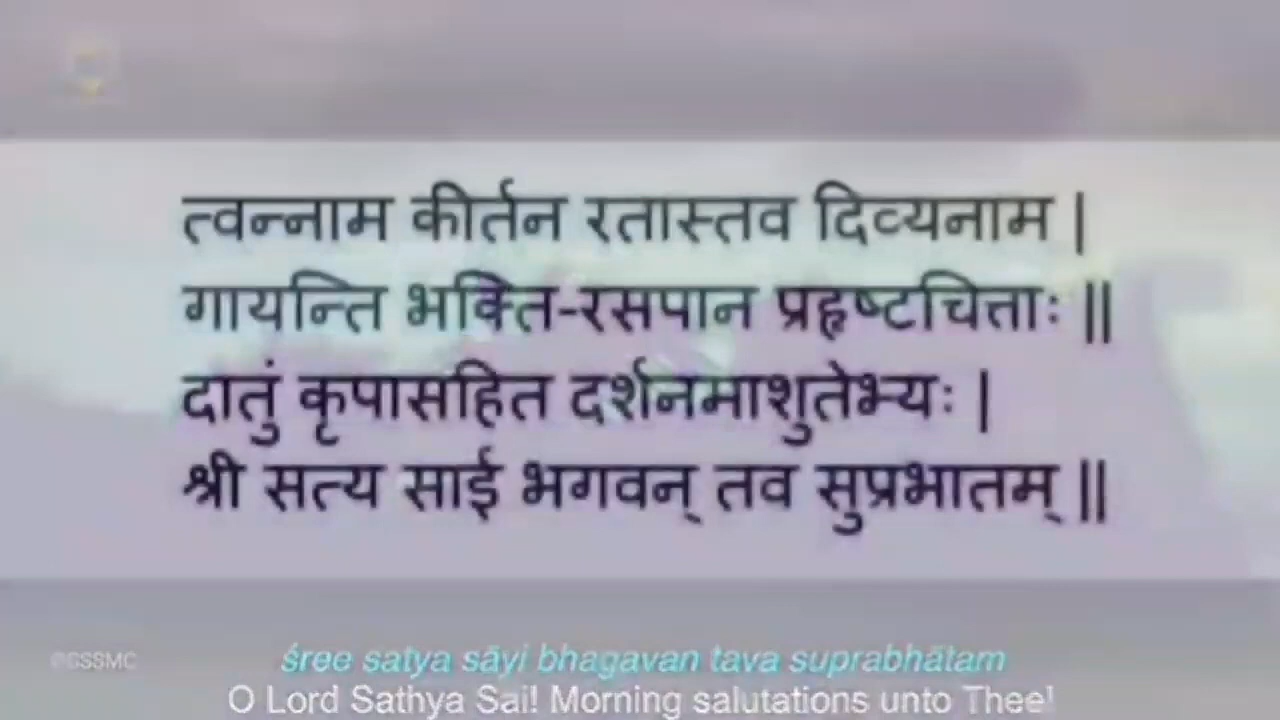 त्वन्नाम कीर्तन रतास्तव दिव्यनाम |
गायन्ति भक्ति-रसपान प्रहृष्टचित्ताः ||
दातुं कृपासहित दर्शनमाशुतेभ्यः |
श्री सत्य साई भगवन् तव सुप्रभातम् ||
©SSSMC
śree satya sāyi bhagavan tava suprabhātam
O Lord Sathya Sai! Morning salutations unto Thee!